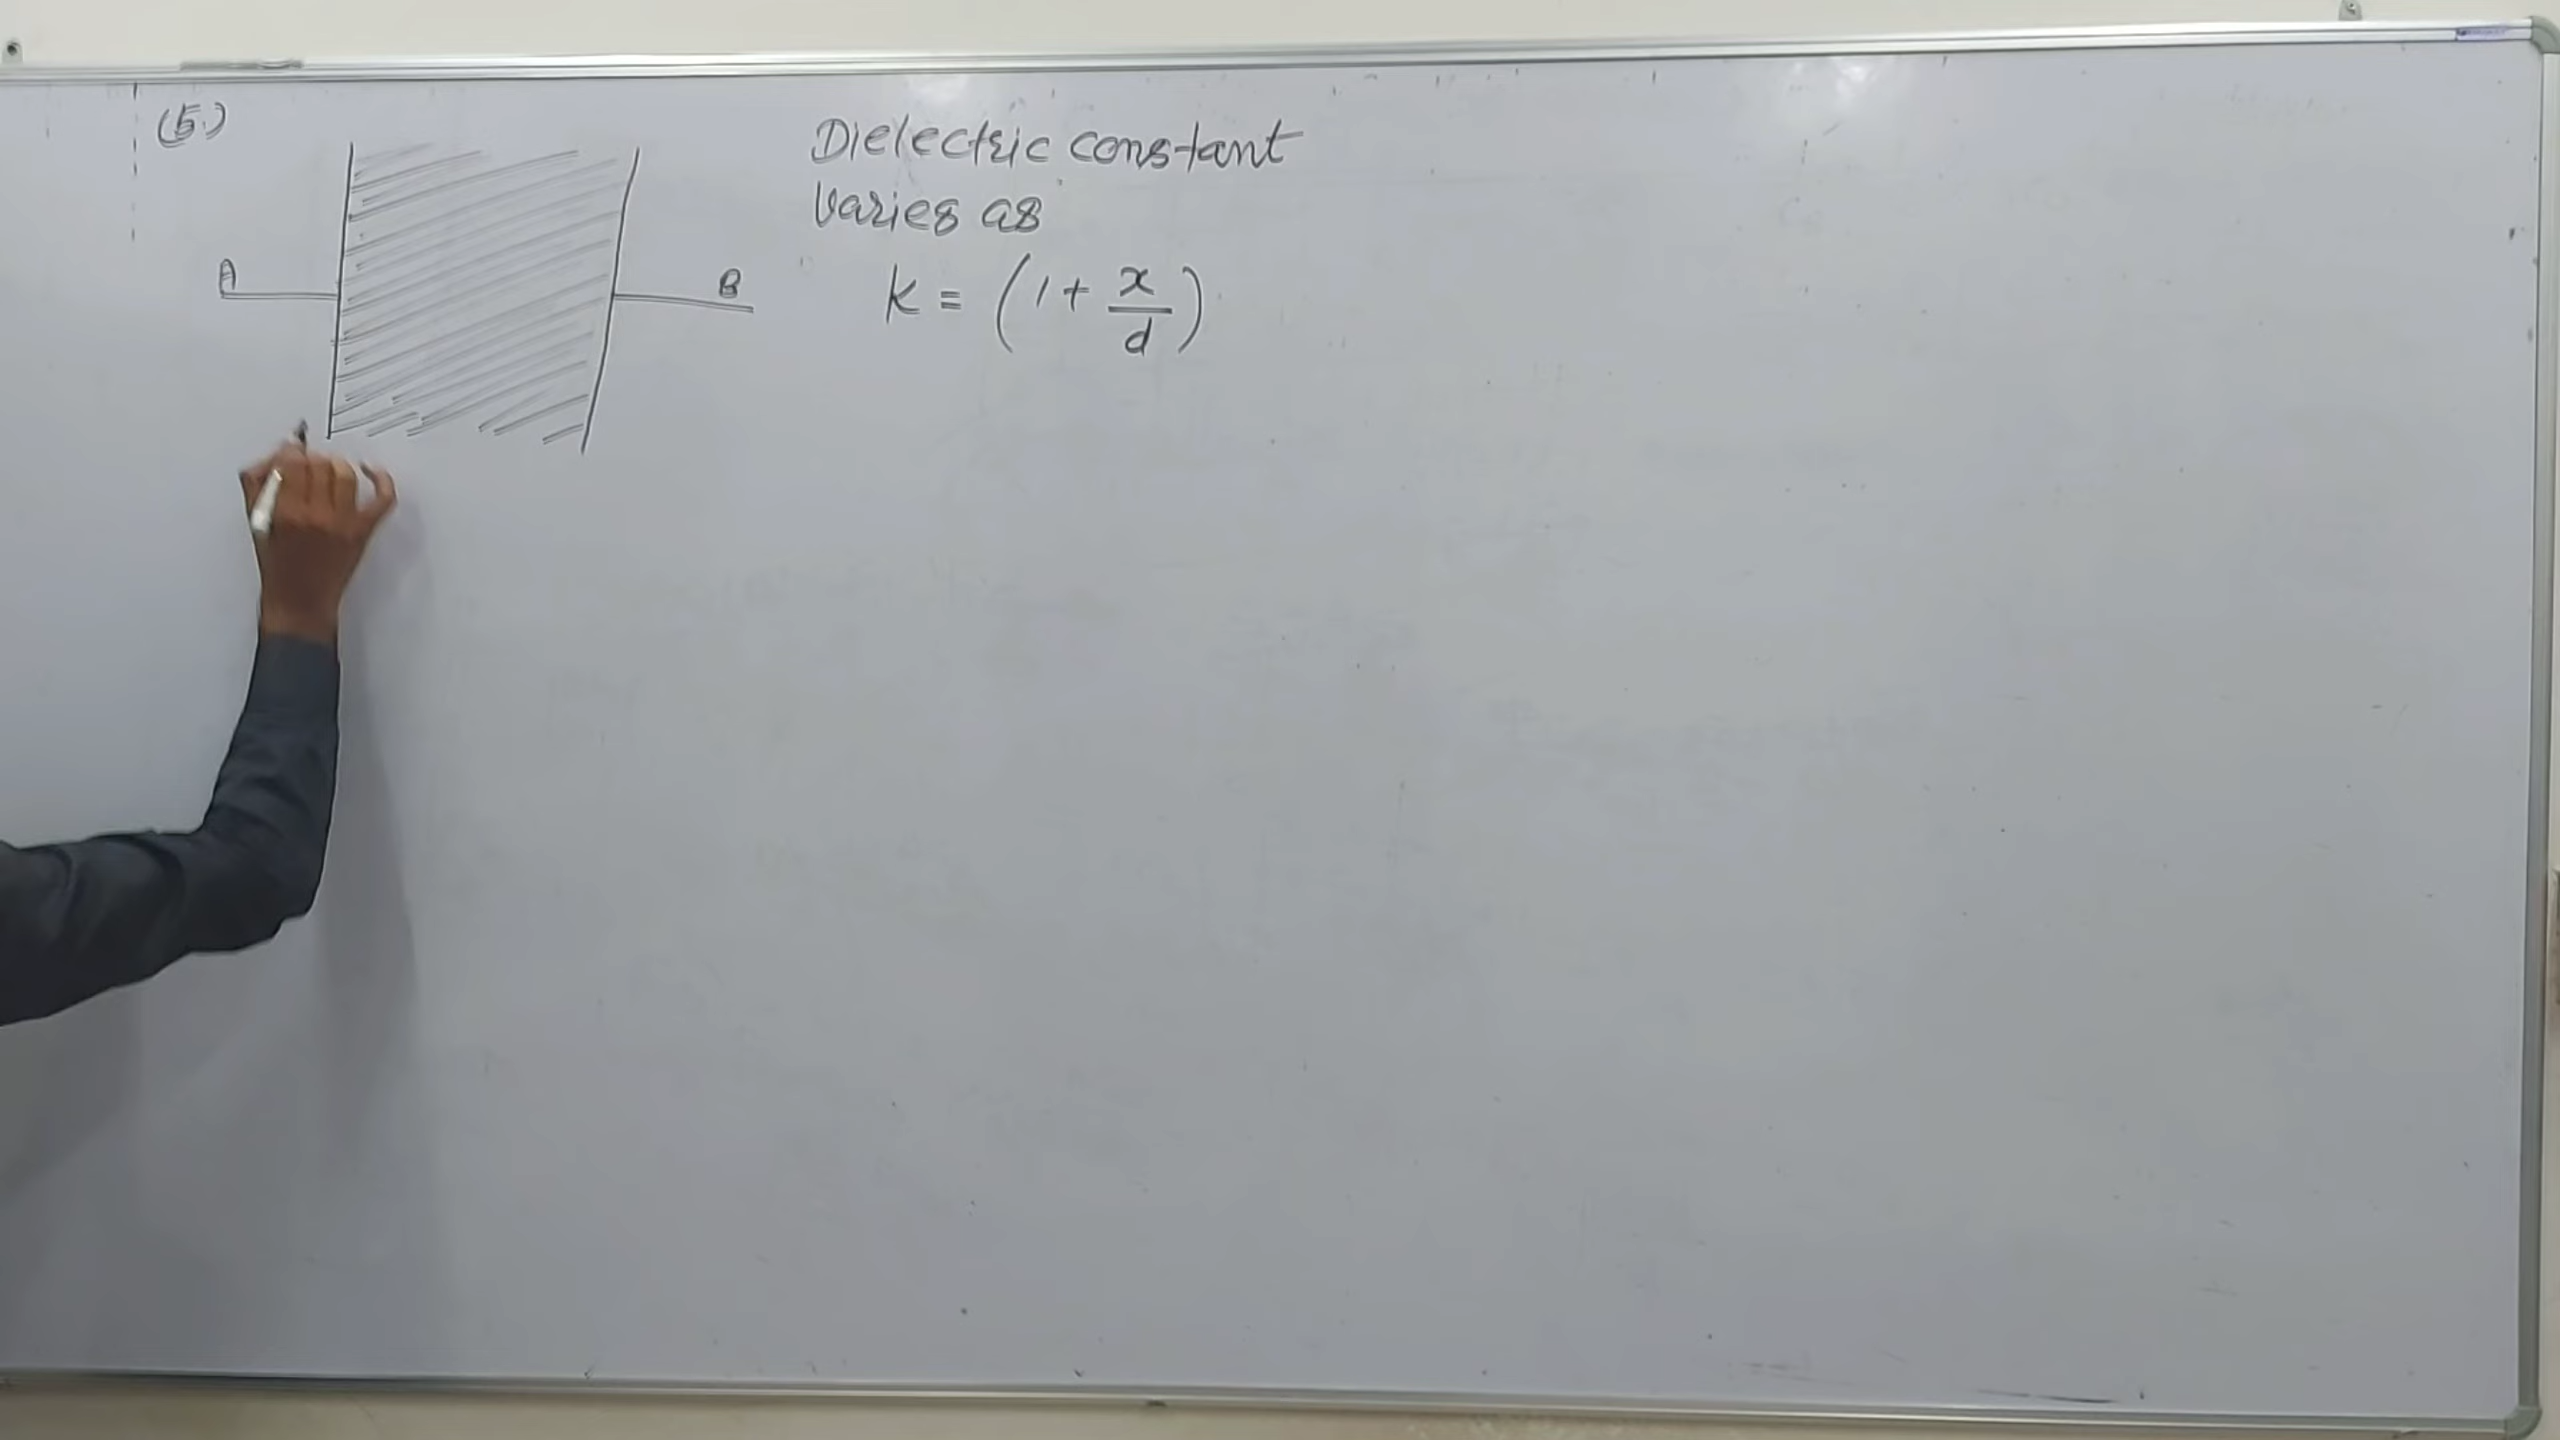 (5.)
A
B
Dielectric constant
varies as
K = (1 + x/d)